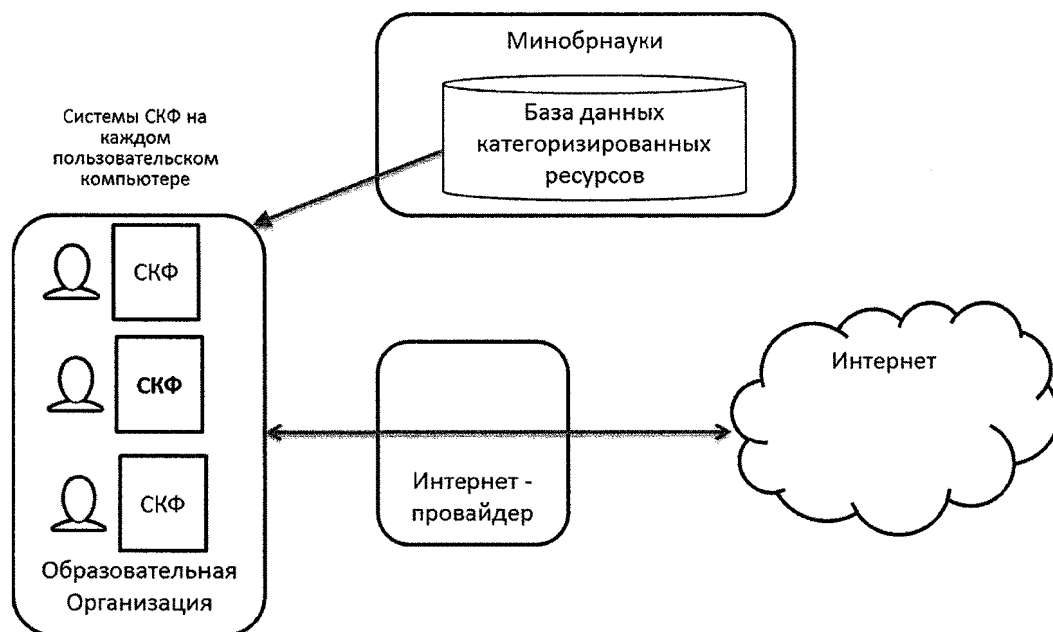 Минобрнауки
База данных
категоризированных
ресурсов
Системы СКФ на
каждом
пользовательском
компьютере
СКФ
СКФ
СКФ
Образовательная
Организация
Интернет -
провайдер
Интернет